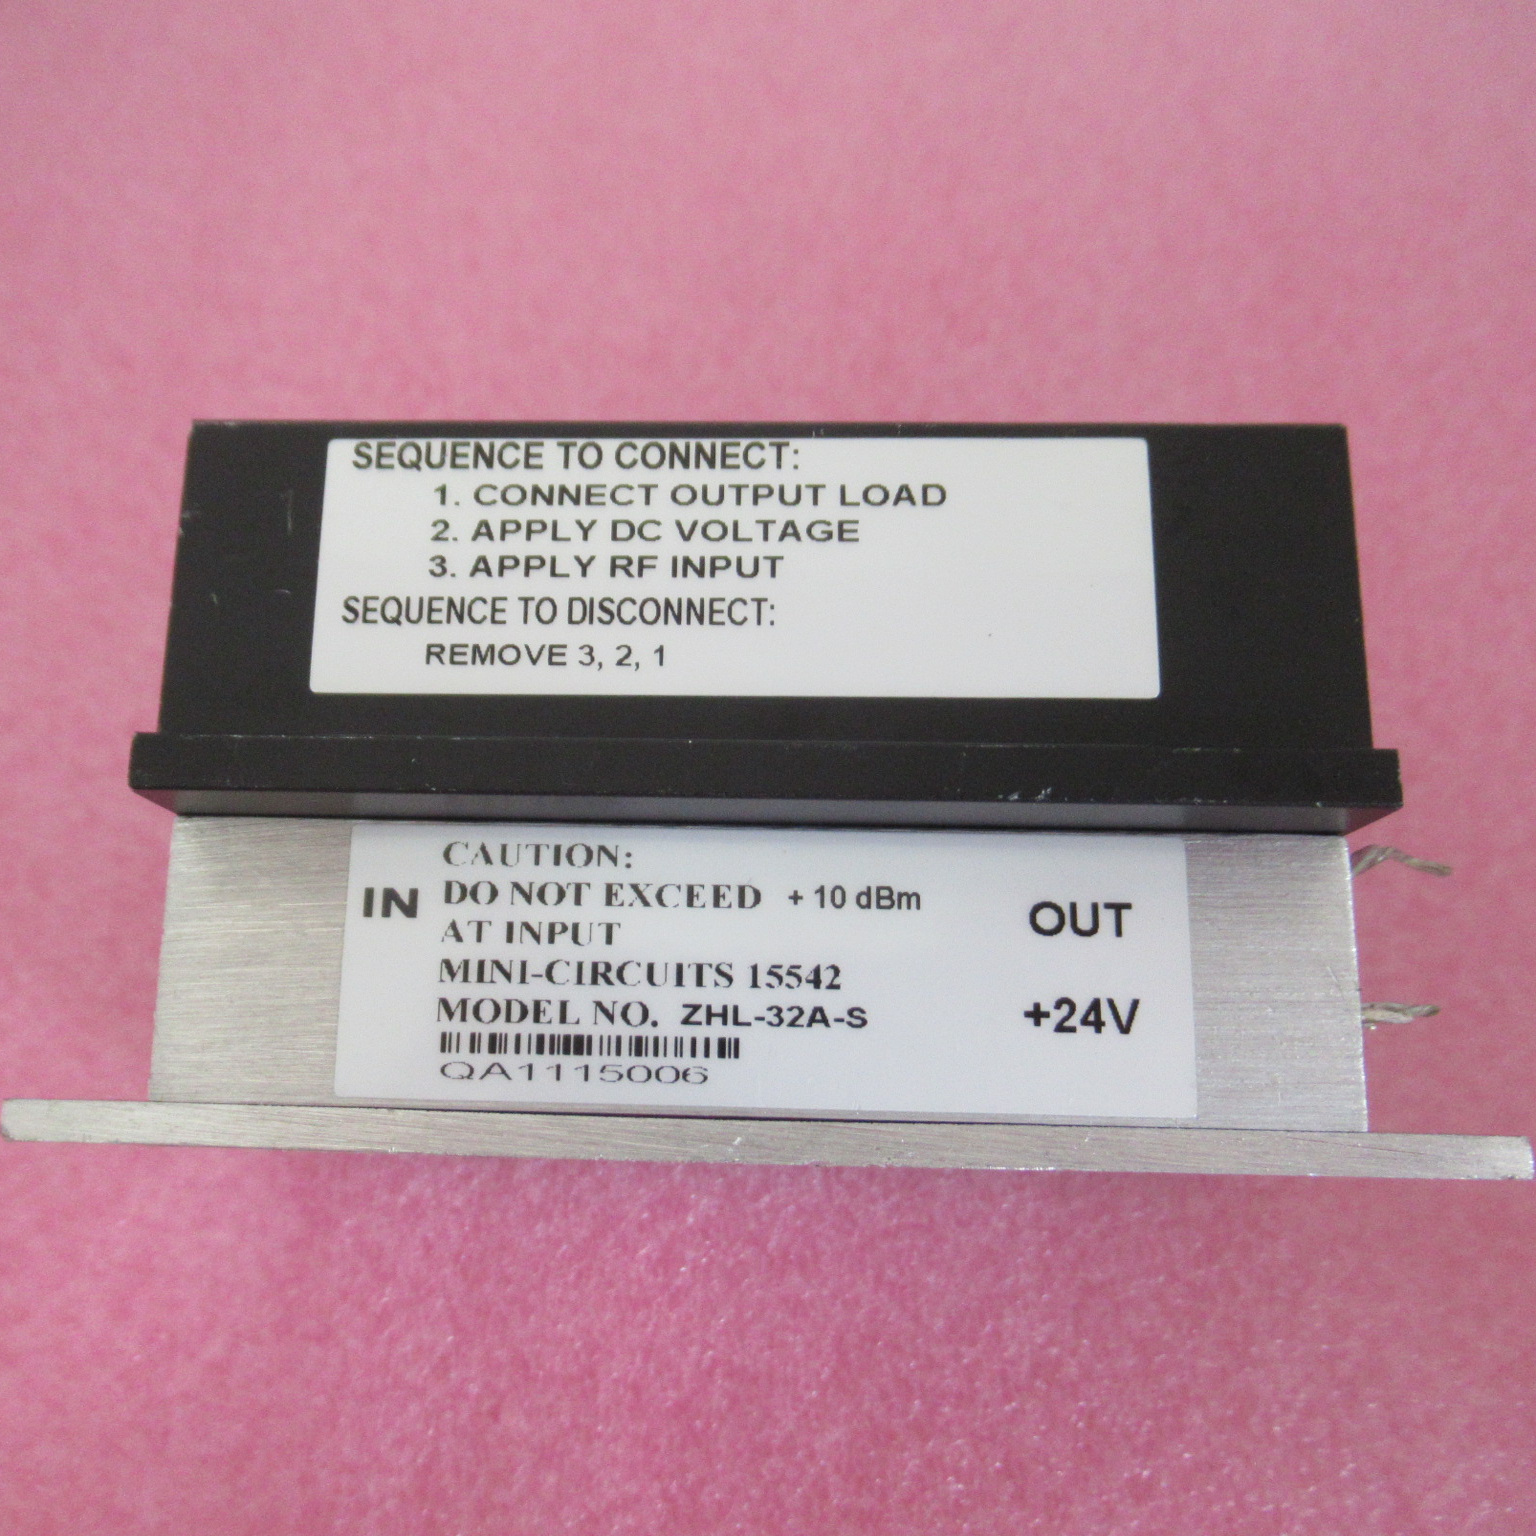 SEQUENCE TO CONNECT:
1. CONNECT OUTPUT LOAD
2. APPLY DC VOLTAGE
3. APPLY RF INPUT
SEQUENCE TO DISCONNECT:
REMOVE 3, 2, 1
CAUTION:
IN DO NOT EXCEED + 10 dBm OUT
AT INPUT
MINI-CIRCUITS 15542
MODEL NO. ZHL-32A-S +24V
QA1115006